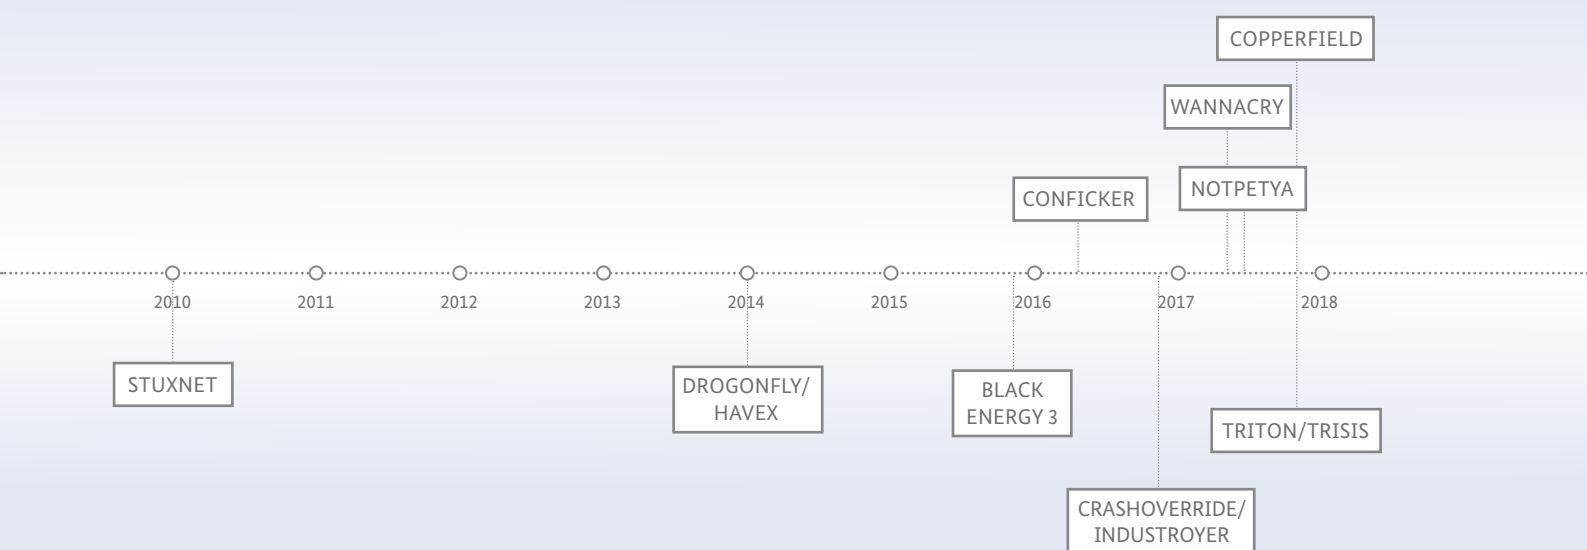 COPPERFIELD
WANNACRY
NOTPETYA
CONFICKER
2010
2011
2012
2013
2014
2015
2016
2017
2018
STUXNET
DROGONFLY/
HAVEX
BLACK
ENERGY 3
TRITON/TRISIS
CRASHOVERRIDE/
INDUSTROYER